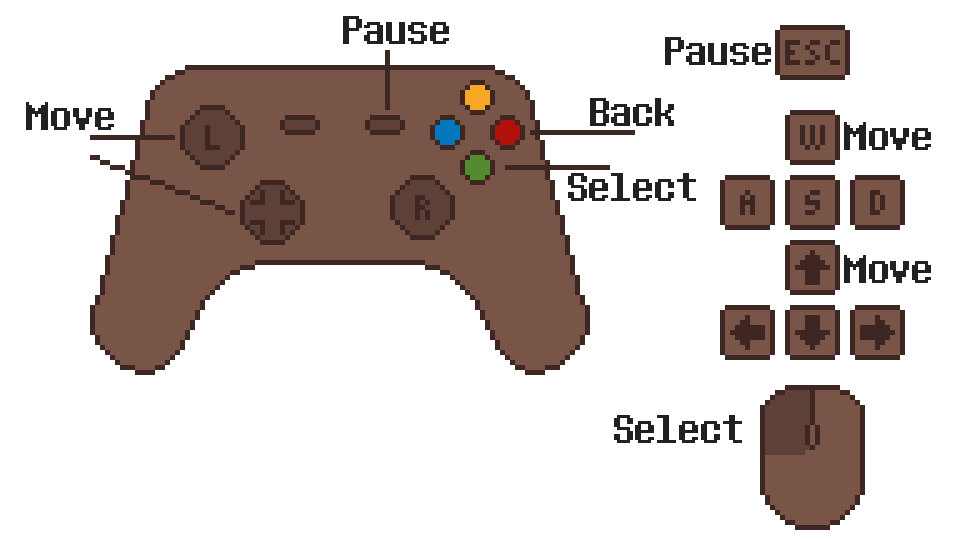 Pause
Move
L
R
Back
Select
Pause ESC
W Move
A S D
Move
Select